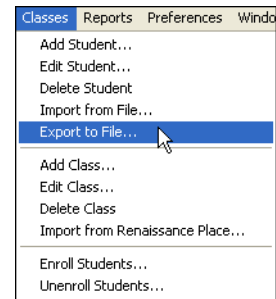 Classes Reports Preferences
Add Student...
Edit Student...
Delete Student
Import from File...
Export to File...
Add Class...
Edit Class...
Delete Class
Import from Renaissance Place...
Enroll Students...
Unenroll Students...